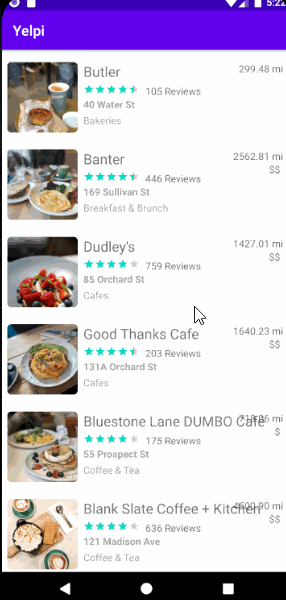 5:22
Yelpi
Butler 299.48 mi
105 Reviews
40 Water St
Bakeries
Banter 2562.81 mi
446 Reviews $$
169 Sullivan St
Breakfast & Brunch
Dudley's 1427.01 mi
759 Reviews $$
85 Orchard St
Cafes
Good Thanks Cafe 1640.23 mi
203 Reviews $$
131A Orchard St
Cafes
Bluestone Lane DUMBO Cafe mi
175 Reviews $
55 Prospect St
Coffee & Tea
Blank Slate Coffee + Kitchen mi
636 Reviews $$
121 Madison Ave
Coffee & Tea